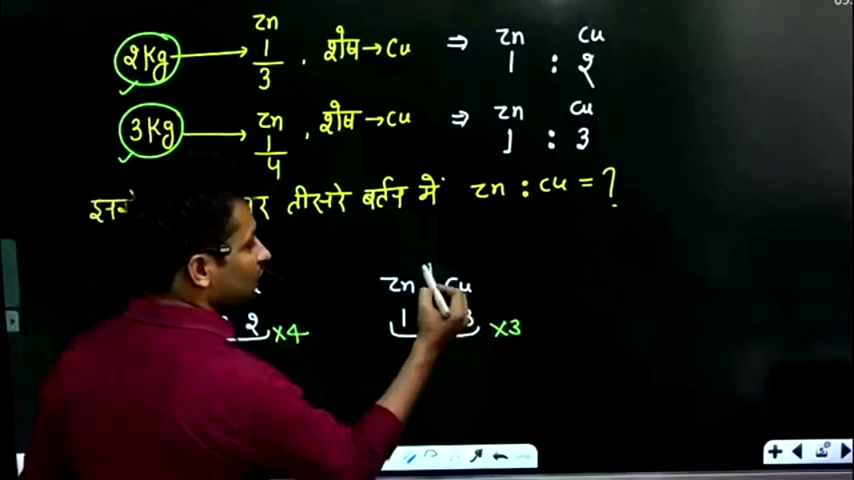 2Kg → Zn 1/3 , शेष → Cu ⇒ Zn 1 : Cu 2
3Kg → Zn 1/4 , शेष → Cu ⇒ Zn 1 : Cu 3
तीसरे बर्तन में Zn : Cu = ?
Zn Cu
2 ×4 1 3 ×3